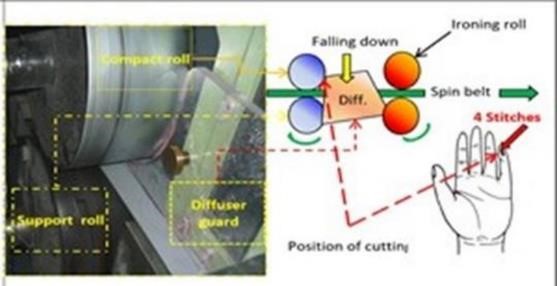 Compact roll
Support roll
Diffuser
guard
Falling down
Ironing roll
Diff.
Spin belt
4 Stitches
Position of cutting